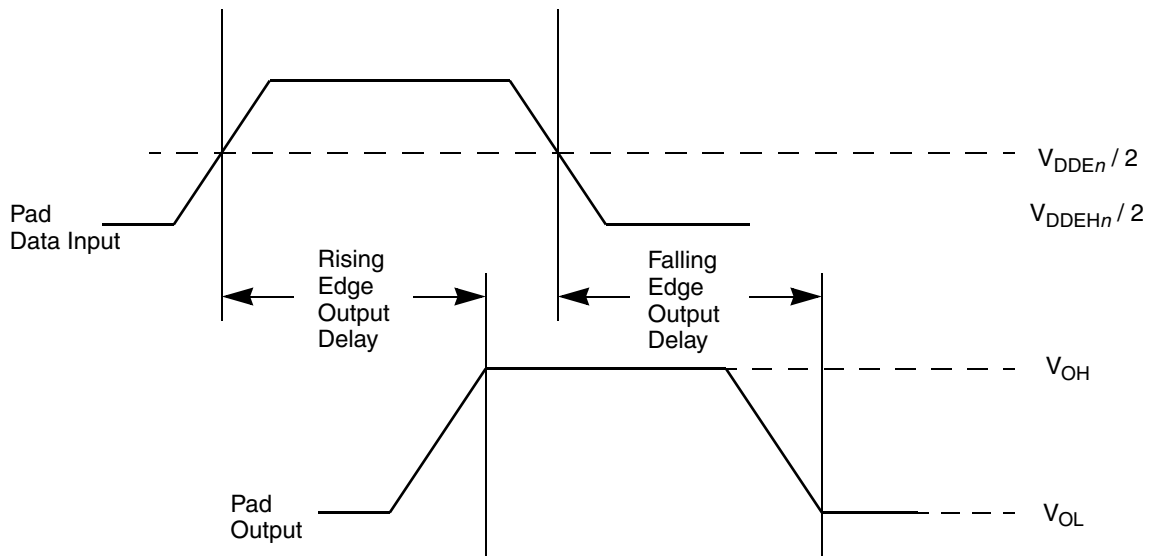 V_DDEn / 2
Pad
Data Input
V_DDEHn / 2
Rising
Edge
Output
Delay
Falling
Edge
Output
Delay
V_OH
Pad
Output
V_OL